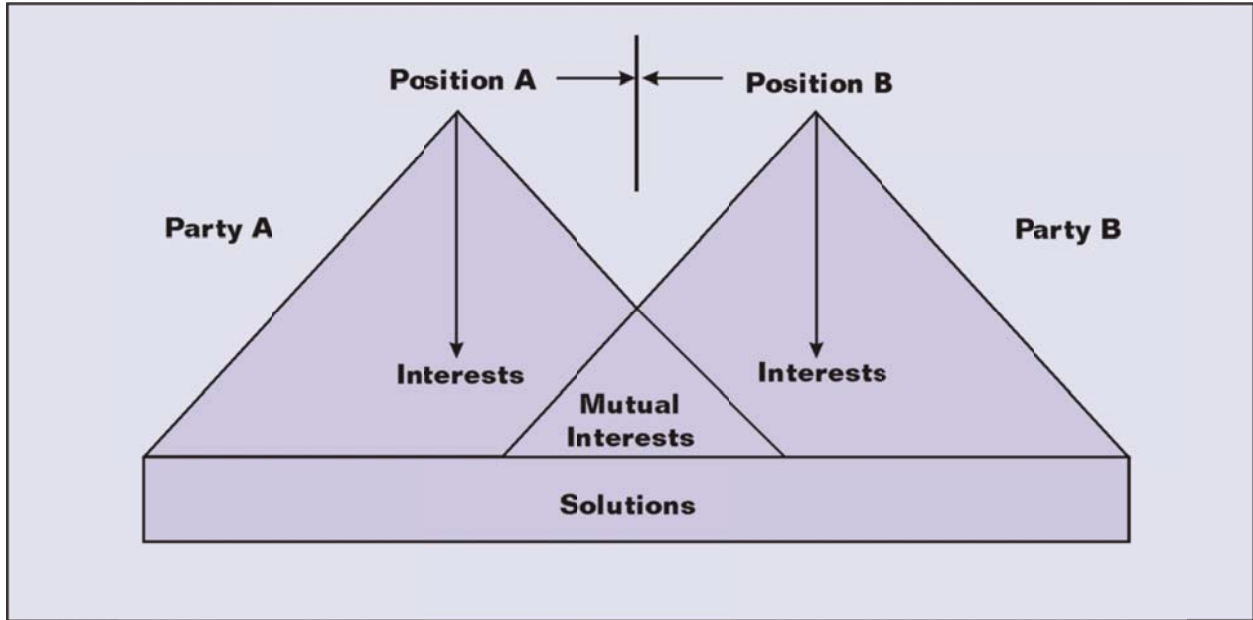 Position A
Position B
Party A
Party B
Interests
Interests
Mutual
Interests
Solutions